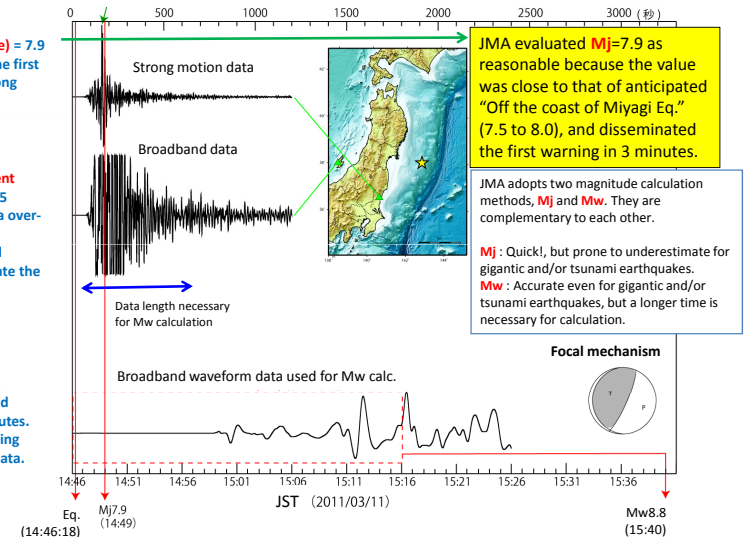 0 500 1000 1500 2000 2500 3000 (秒)
e) = 7.9
e first
ng
ent
5
a over-
ate the
d
utes.
ing
ata.
Strong motion data
Broadband data
Data length necessary
for Mw calculation
JMA evaluated Mj=7.9 as
reasonable because the value
was close to that of anticipated
“Off the coast of Miyagi Eq.”
(7.5 to 8.0), and disseminated
the first warning in 3 minutes.
JMA adopts two magnitude calculation
methods, Mj and Mw. They are
complementary to each other.
Mj : Quick!, but prone to underestimate for
gigantic and/or tsunami earthquakes.
Mw : Accurate even for gigantic and/or
tsunami earthquakes, but a longer time is
necessary for calculation.
Focal mechanism
T
P
Broadband waveform data used for Mw calc.
14:46 14:51 14:56 15:01 15:06 15:11 15:16 15:21 15:26 15:31 15:36
JST （2011/03/11）
Eq.
(14:46:18)
Mj7.9
(14:49)
Mw8.8
(15:40)